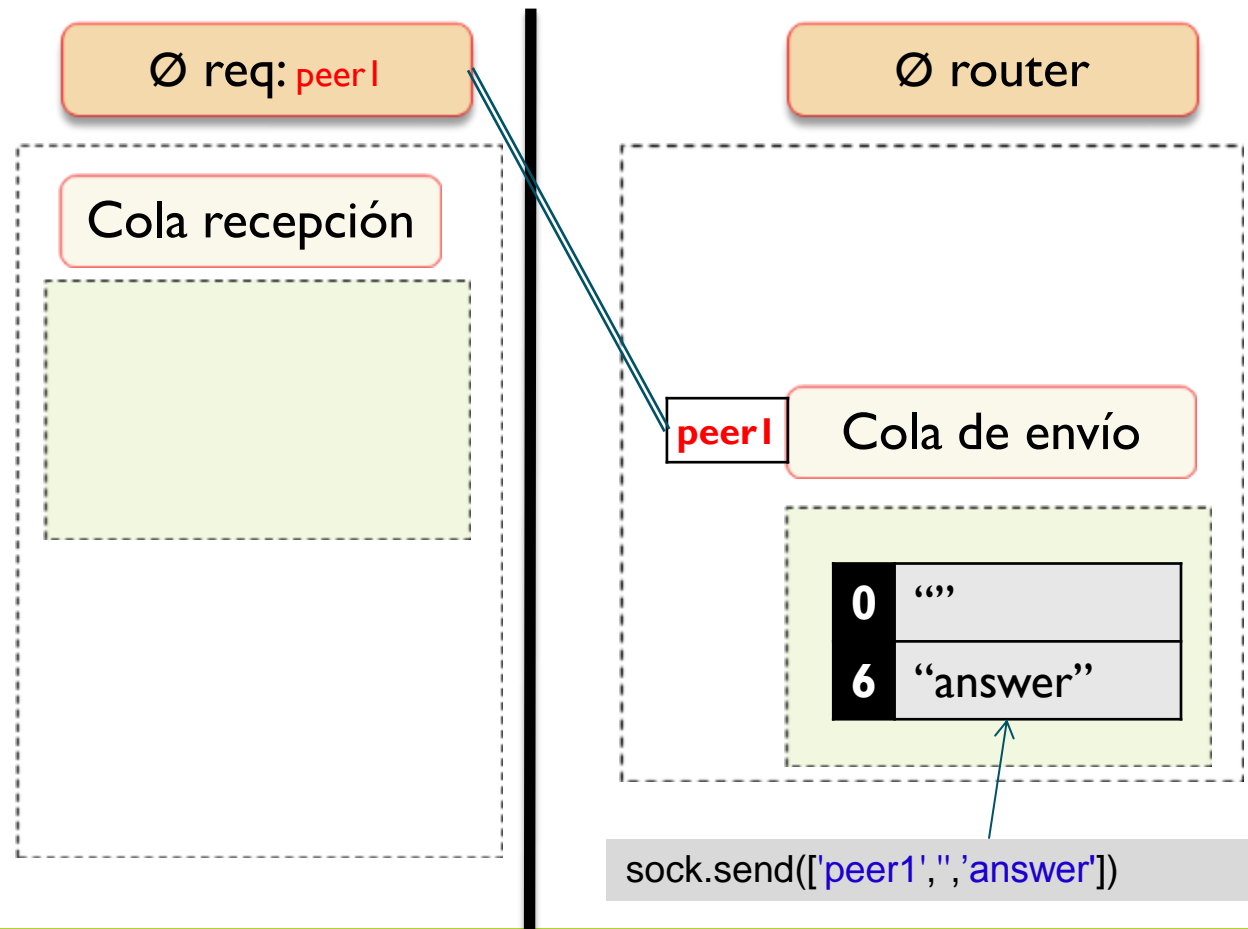 Ø req: peer1
Ø router
Cola recepción
peer1
Cola de envío
0 “”
6 “answer”
sock.send(['peer1','',’answer'])